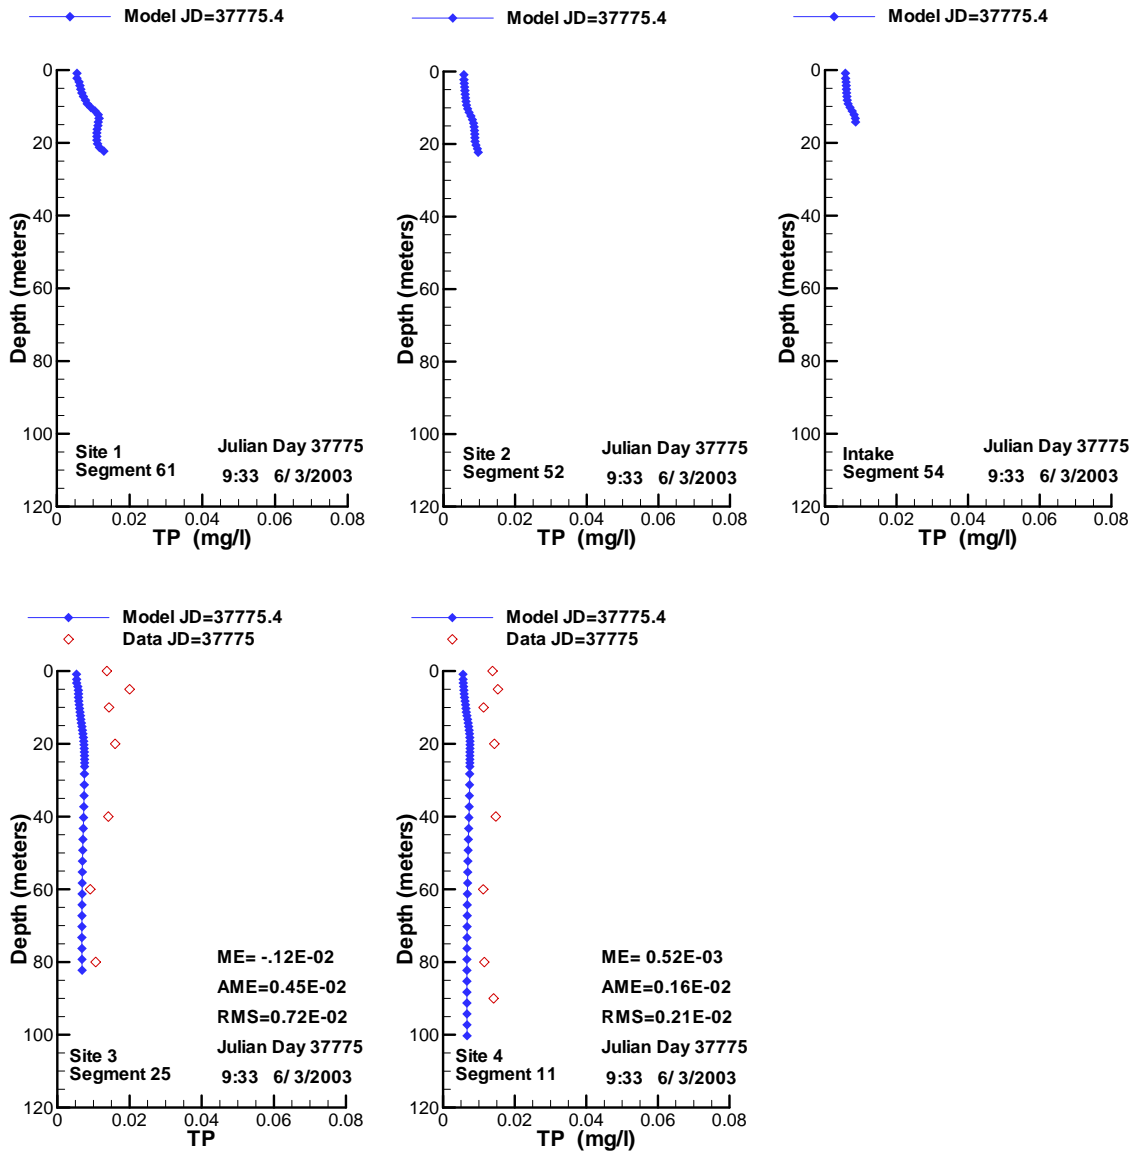 Model JD=37775.4
0
20
40
60
80
100
120
Depth (meters)
Site 1
Segment 61
Julian Day 37775
9:33 6/ 3/2003
0 0.02 0.04 0.06 0.08
TP (mg/l)
Model JD=37775.4
0
20
40
60
80
100
120
Depth (meters)
Site 2
Segment 52
Julian Day 37775
9:33 6/ 3/2003
0 0.02 0.04 0.06 0.08
TP (mg/l)
Model JD=37775.4
0
20
40
60
80
100
120
Depth (meters)
Intake
Segment 54
Julian Day 37775
9:33 6/ 3/2003
0 0.02 0.04 0.06 0.08
TP (mg/l)
Model JD=37775.4
Data JD=37775
0
20
40
60
80
100
120
Depth (meters)
ME= -.12E-02
AME=0.45E-02
RMS=0.72E-02
Site 3
Segment 25
Julian Day 37775
9:33 6/ 3/2003
0 0.02 0.04 0.06 0.08
TP
Model JD=37775.4
Data JD=37775
0
20
40
60
80
100
120
Depth (meters)
ME= 0.52E-03
AME=0.16E-02
RMS=0.21E-02
Site 4
Segment 11
Julian Day 37775
9:33 6/ 3/2003
0 0.02 0.04 0.06 0.08
TP (mg/l)